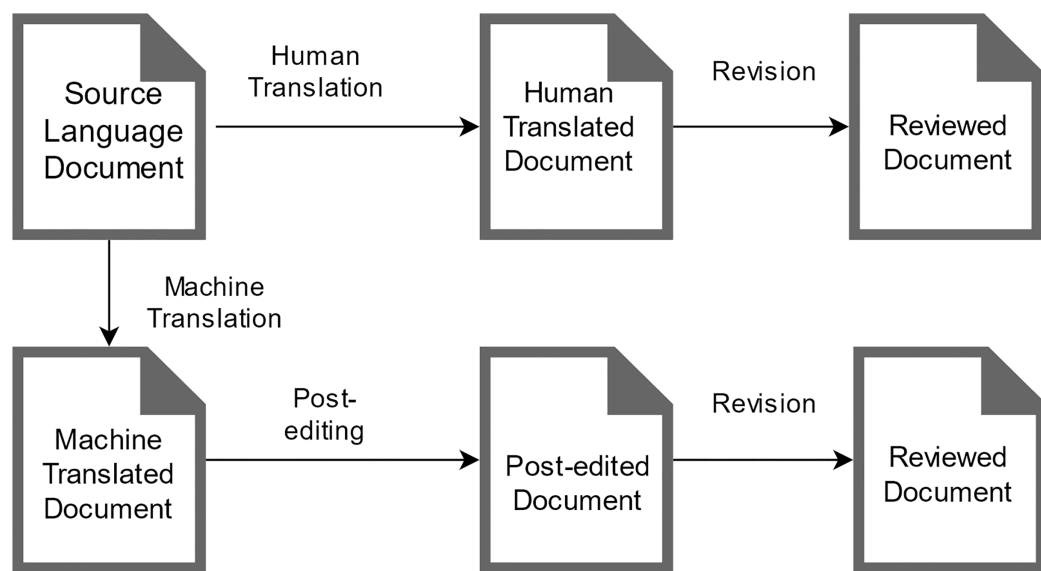 Source
Language
Document
Human
Translation
Human
Translated
Document
Revision
Reviewed
Document
Machine
Translation
Machine
Translated
Document
Post-
editing
Post-edited
Document
Revision
Reviewed
Document